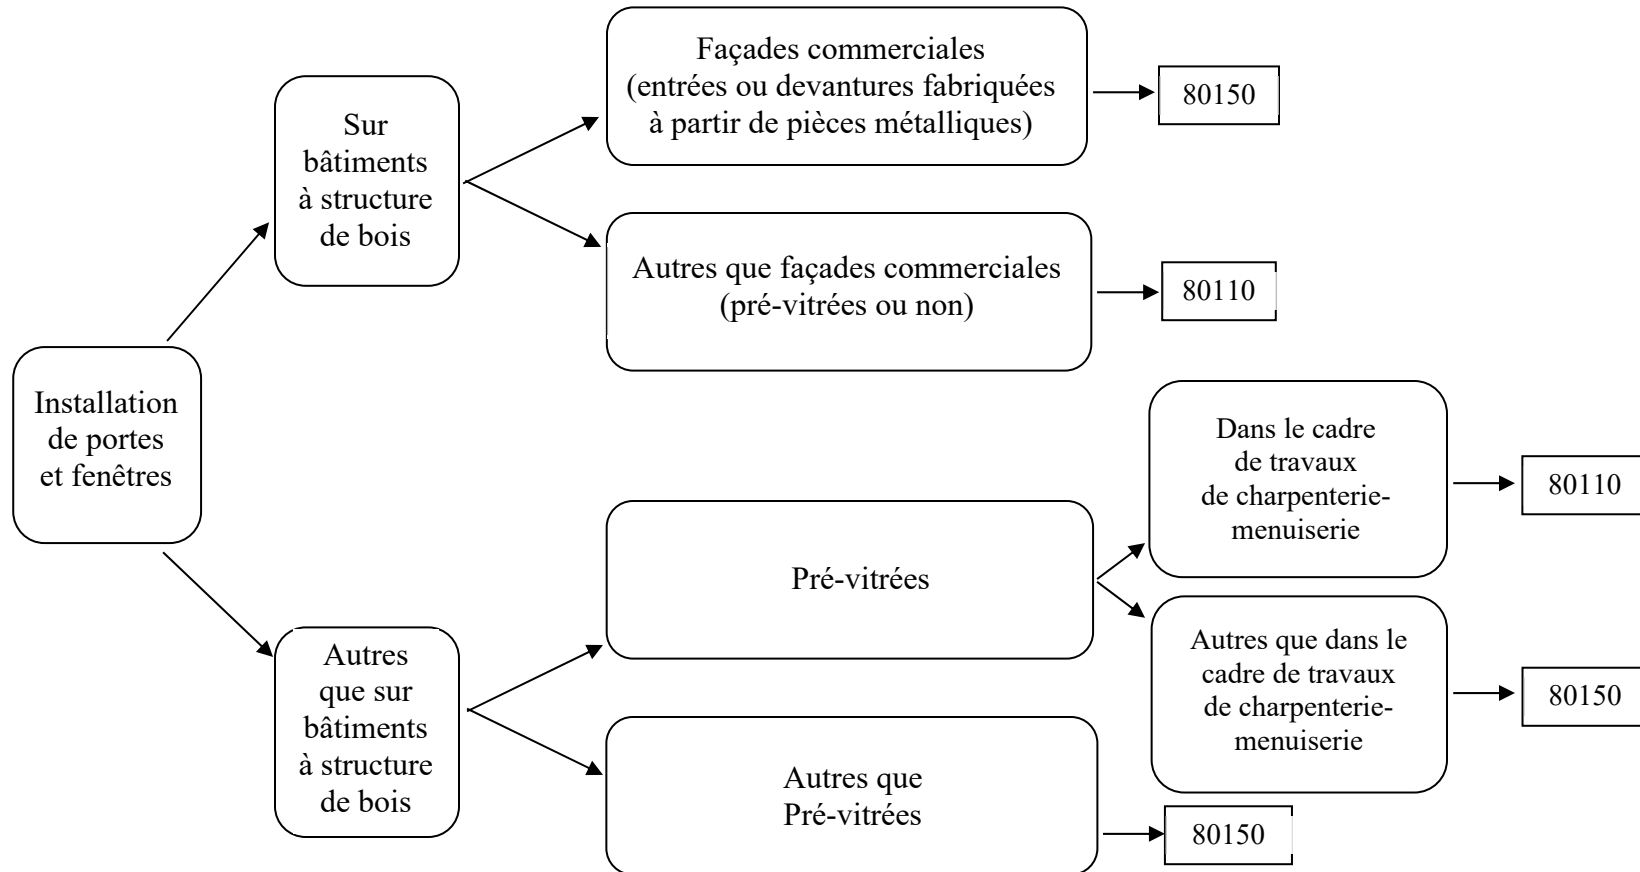 Installation
de portes
et fenêtres
Sur
bâtiments
à structure
de bois
Façades commerciales
(entrées ou devantures fabriquées
à partir de pièces métalliques)
80150
Autres que façades commerciales
(pré-vitrées ou non)
80110
Autres
que sur
bâtiments
à structure
de bois
Pré-vitrées
Dans le cadre
de travaux
de charpenterie-
menuiserie
80110
Autres que dans le
cadre de travaux
de charpenterie-
menuiserie
80150
Autres que
Pré-vitrées
80150